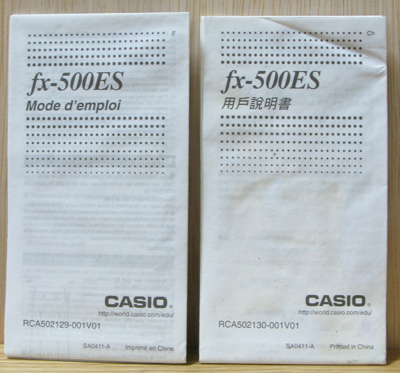 F
fx-500ES
Mode d'emploi
CASIO.
http://world.casio.com/edu/
RCA502129-001V01
SA0411-A Imprimé en Chine
Ch
fx-500ES
用戶說明書
CASIO.
http://world.casio.com/edu/
RCA502130-001V01
SA0411-A Printed in China